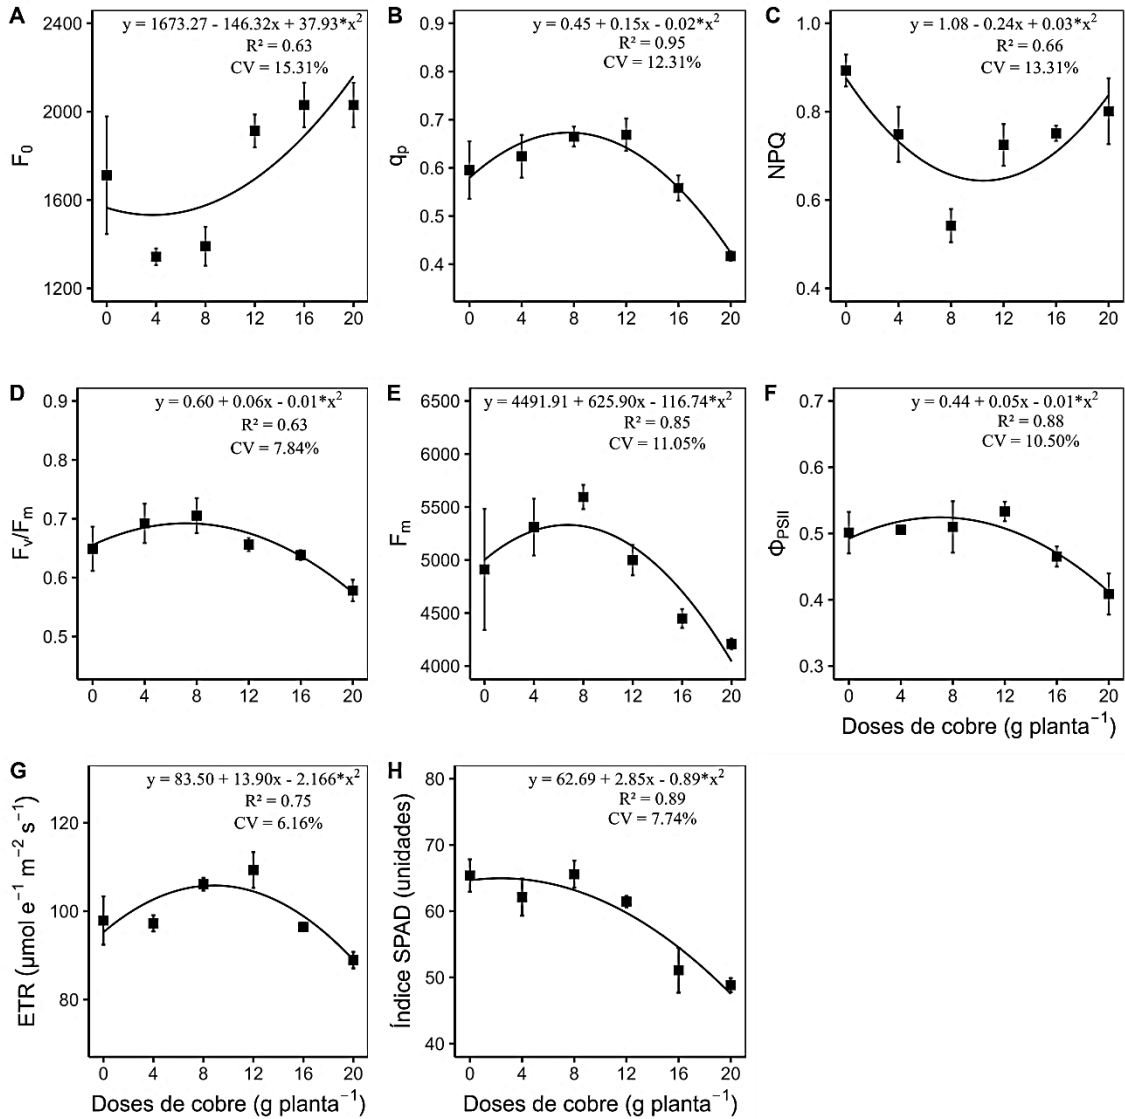 A
y = 1673.27 - 146.32x + 37.93*x²
R² = 0.63
CV = 15.31%
2400
2000
1600
1200
F₀
0 4 8 12 16 20
B
y = 0.45 + 0.15x - 0.02*x²
R² = 0.95
CV = 12.31%
0.9
0.8
0.7
0.6
0.5
0.4
qₚ
0 4 8 12 16 20
C
y = 1.08 - 0.24x + 0.03*x²
R² = 0.66
CV = 13.31%
1.0
0.8
0.6
0.4
NPQ
0 4 8 12 16 20
D
y = 0.60 + 0.06x - 0.01*x²
R² = 0.63
CV = 7.84%
0.9
0.8
0.7
0.6
0.5
Fᵥ/Fₘ
0 4 8 12 16 20
E
y = 4491.91 + 625.90x - 116.74*x²
R² = 0.85
CV = 11.05%
6500
6000
5500
5000
4500
4000
Fₘ
0 4 8 12 16 20
F
y = 0.44 + 0.05x - 0.01*x²
R² = 0.88
CV = 10.50%
0.7
0.6
0.5
0.4
0.3
Φ_PSII
0 4 8 12 16 20
Doses de cobre (g planta⁻¹)
G
y = 83.50 + 13.90x - 2.166*x²
R² = 0.75
CV = 6.16%
120
100
80
ETR (µmol e⁻¹ m⁻² s⁻¹)
0 4 8 12 16 20
Doses de cobre (g planta⁻¹)
H
y = 62.69 + 2.85x - 0.89*x²
R² = 0.89
CV = 7.74%
80
70
60
50
40
Índice SPAD (unidades)
0 4 8 12 16 20
Doses de cobre (g planta⁻¹)